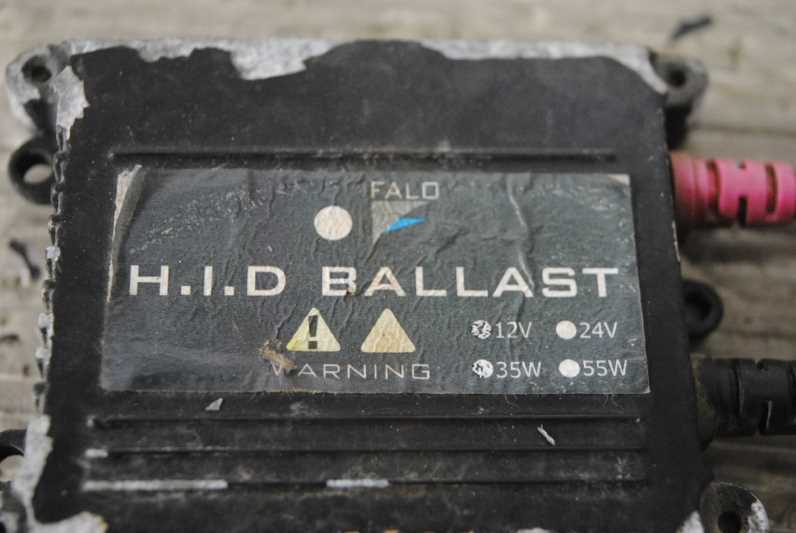 FALO
H.I.D BALLAST
12V 24V
WARNING 35W 55W